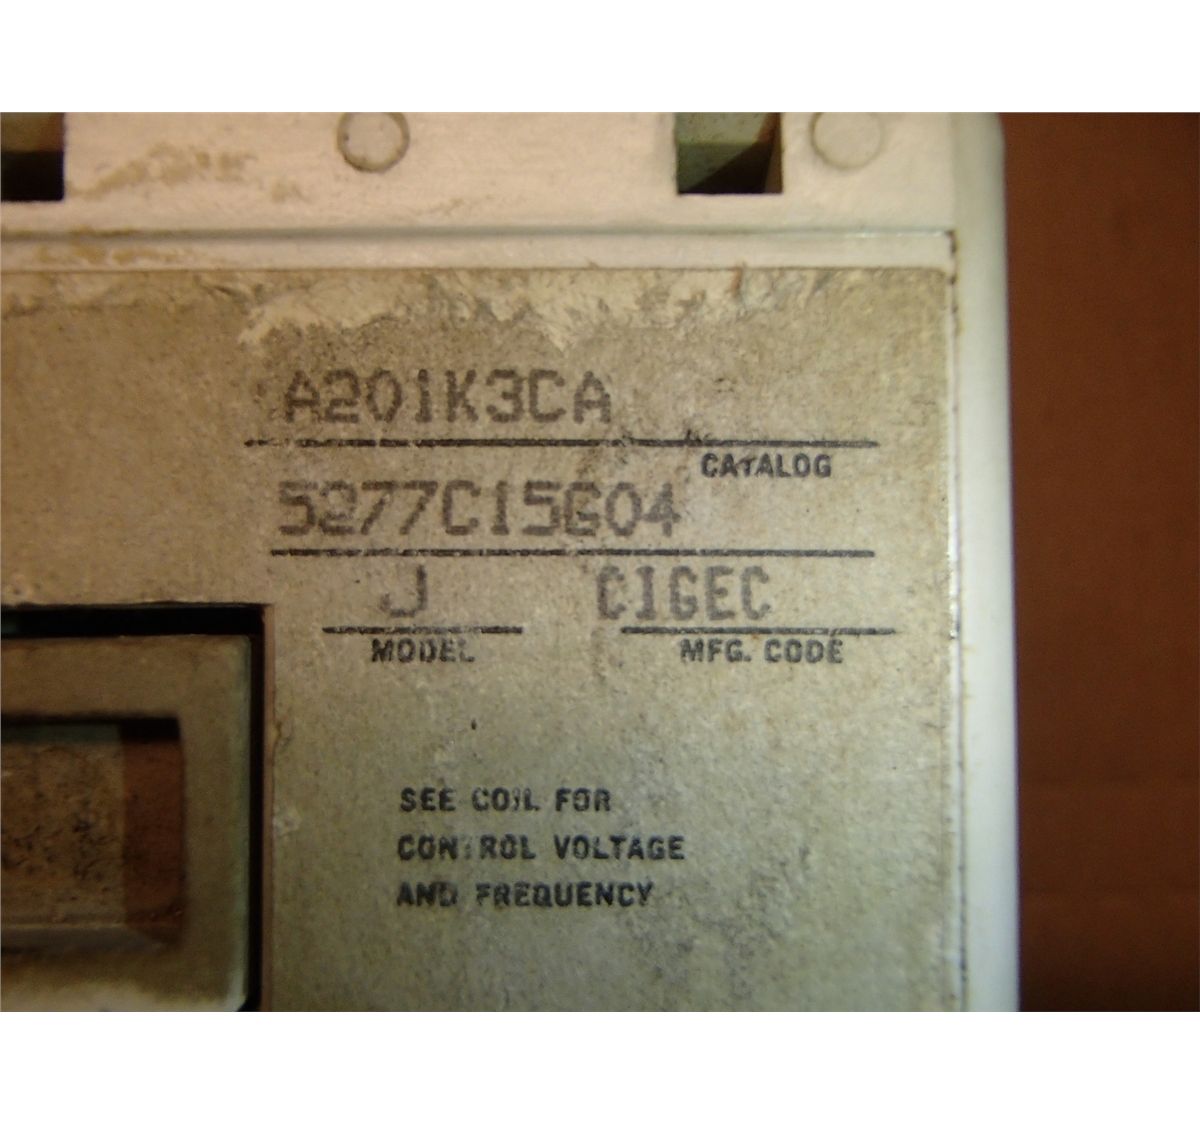 A201K3CA
CATALOG
5277C15G04
J C1GEC
MODEL MFG. CODE
SEE COIL FOR
CONTROL VOLTAGE
AND FREQUENCY